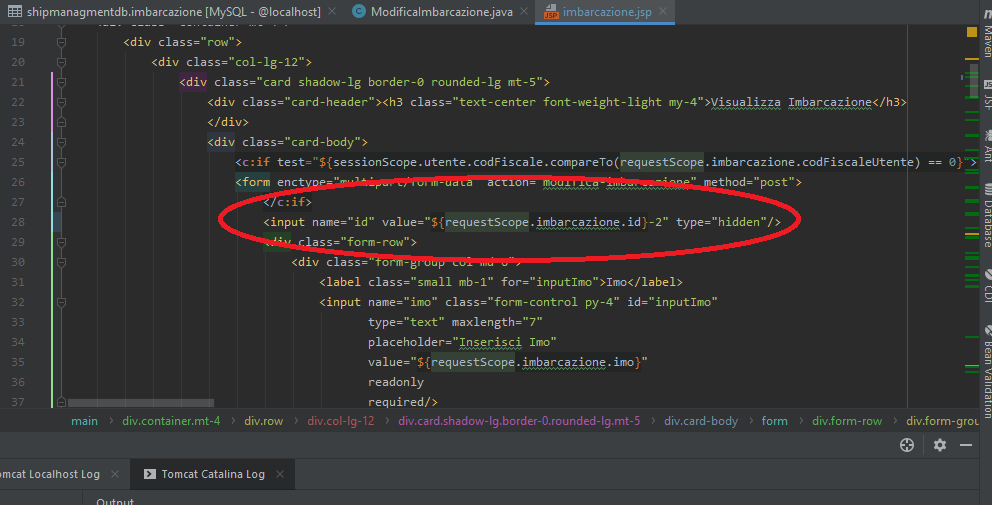 shipmanagmentdb.imbarcazione [MySQL - @localhost]
ModificaImbarcazione.java
imbarcazione.jsp
19 <div class="row">
20 <div class="col-lg-12">
21 <div class="card shadow-lg border-0 rounded-lg mt-5">
22 <div class="card-header"><h3 class="text-center font-weight-light my-4">Visualizza Imbarcazione</h3>
23 </div>
24 <div class="card-body">
25 <c:if test="${sessionScope.utente.codFiscale.compareTo(requestScope.imbarcazione.codFiscaleUtente) == 0}">
26 <form enctype="multipart/form-data" action="modifica-imbarcazione" method="post">
27 </c:if>
28 <input name="id" value="${requestScope.imbarcazione.id}-2" type="hidden"/>
29 <div class="form-row">
30 <div class="form-group col-md-6">
31 <label class="small mb-1" for="inputImo">Imo</label>
32 <input name="imo" class="form-control py-4" id="inputImo"
33 type="text" maxlength="7"
34 placeholder="Inserisci Imo"
35 value="${requestScope.imbarcazione.imo}"
36 readonly
37 required/>
main div.container.mt-4 div.row div.col-lg-12 div.card.shadow-lg.border-0.rounded-lg.mt-5 div.card-body form div.form-row div.form-grou
Maven
JSF
Ant
Database
CDI
Bean Validation
omcat Localhost Log
Tomcat Catalina Log
Output